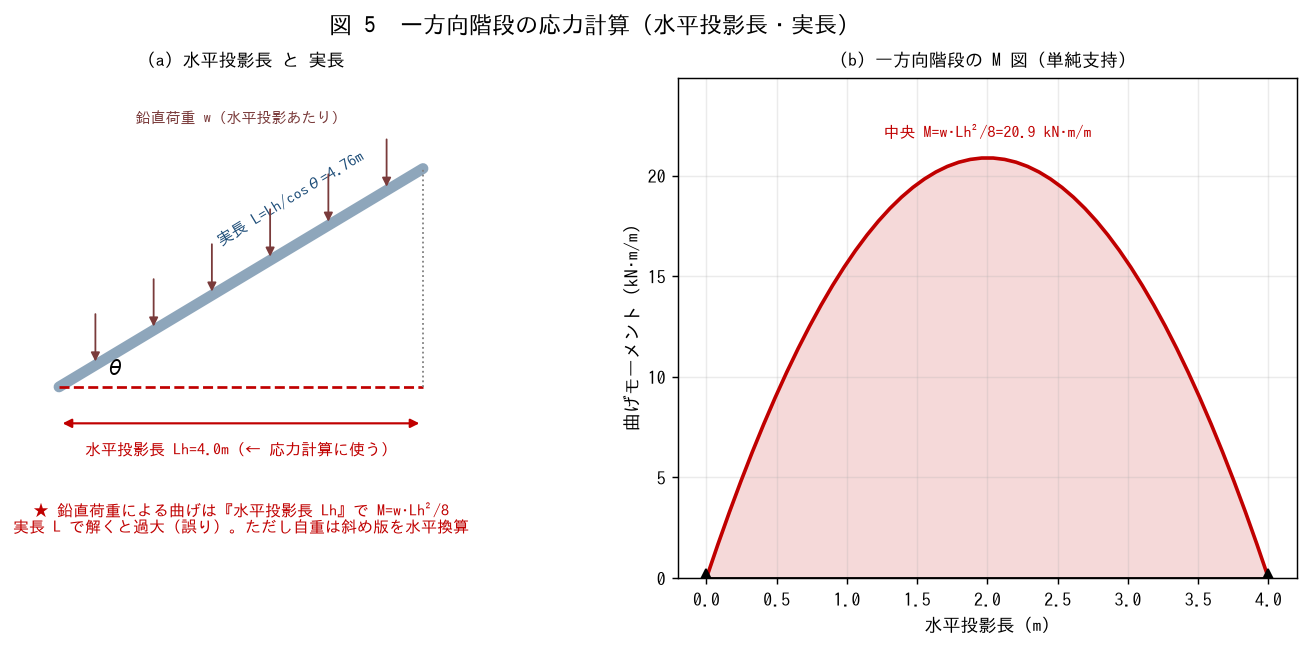 図 5　一方向階段の応力計算（水平投影長・実長）
(a) 水平投影長 と 実長
鉛直荷重 w（水平投影あたり）
実長 L=Lh/cosθ=4.76m
θ
水平投影長 Lh=4.0m（← 応力計算に使う）
★ 鉛直荷重による曲げは『水平投影長 Lh』で M=w·Lh²/8
実長 L で解くと過大（誤り）。ただし自重は斜め版を水平換算
(b) 一方向階段の M 図（単純支持）
中央 M=w·Lh²/8=20.9 kN·m/m
曲げモーメント (kN·m/m)
20
15
10
5
0
0.0 0.5 1.0 1.5 2.0 2.5 3.0 3.5 4.0
水平投影長 (m)